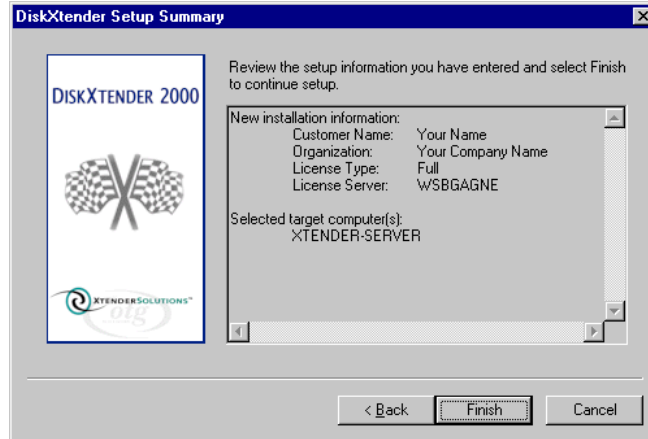 DiskXtender Setup Summary
DISKXTENDER 2000
XTENDERSOLUTIONS™
otg
Review the setup information you have entered and select Finish
to continue setup.
New installation information:
Customer Name: Your Name
Organization: Your Company Name
License Type: Full
License Server: WSBGAGNE
Selected target computer(s):
XTENDER-SERVER
< Back
Finish
Cancel